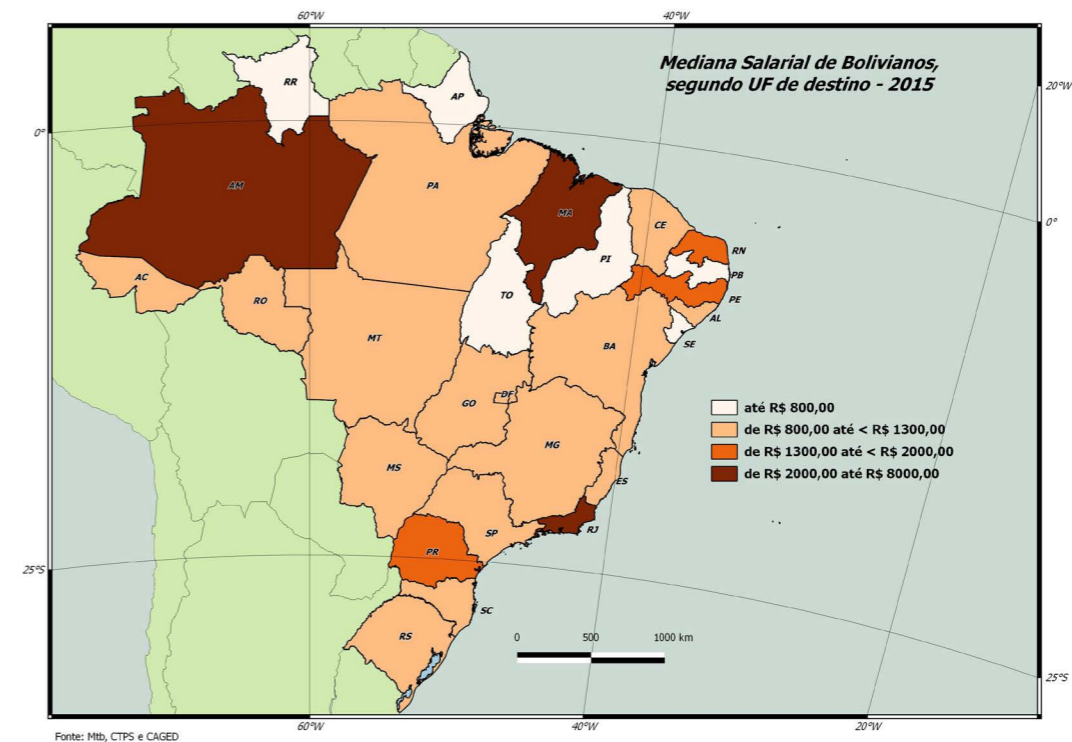 60°W
40°W
Mediana Salarial de Bolivianos,
segundo UF de destino - 2015
20°W
RR
AP
0°
AM
PA
MA
CE
0°
RN
PI
PB
AC
RO
TO
PE
AL
MT
BA
SE
GO
DF
até R$ 800,00
de R$ 800,00 até < R$ 1300,00
MG
de R$ 1300,00 até < R$ 2000,00
MS
de R$ 2000,00 até R$ 8000,00
ES
SP
RJ
PR
25°S
SC
RS
0 500 1000 km
25°S
60°W
40°W
20°W
Fonte: Mtb, CTPS e CAGED